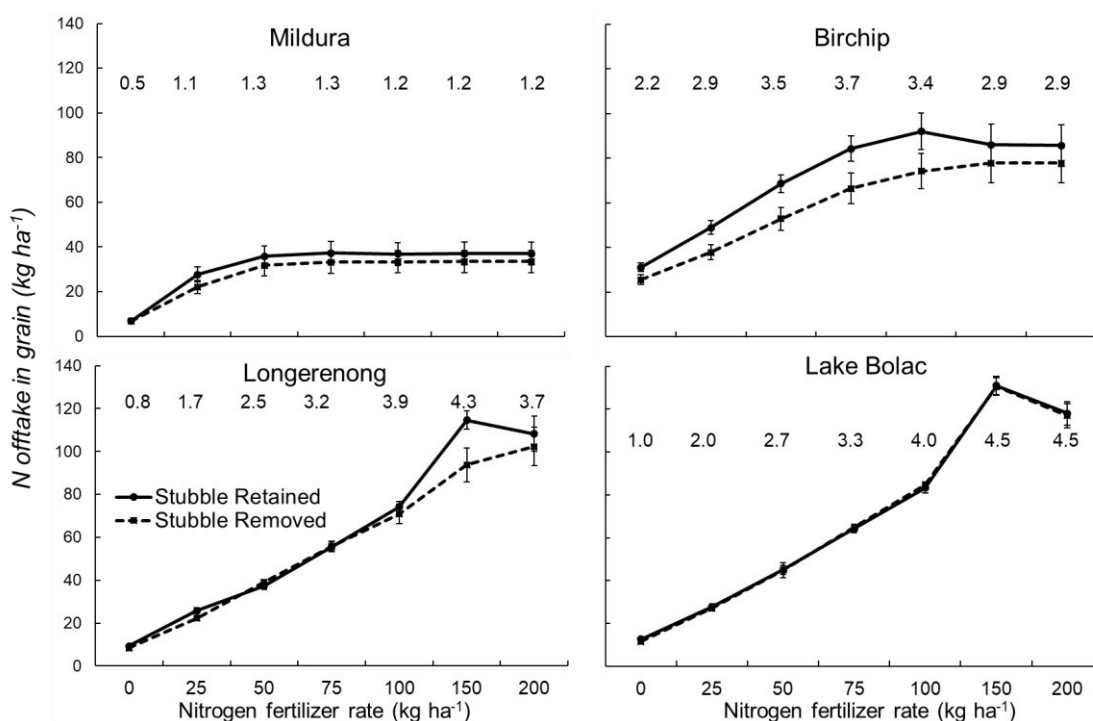 N offtake in grain (kg ha-1)
Mildura
140
120
100
80
60
40
20
0
0.5 1.1 1.3 1.3 1.2 1.2 1.2
Birchip
2.2 2.9 3.5 3.7 3.4 2.9 2.9
Longerenong
140
120
100
80
60
40
20
0
0.8 1.7 2.5 3.2 3.9 4.3 3.7
Stubble Retained
Stubble Removed
0 25 50 75 100 150 200
Nitrogen fertilizer rate (kg ha-1)
Lake Bolac
1.0 2.0 2.7 3.3 4.0 4.5 4.5
0 25 50 75 100 150 200
Nitrogen fertilizer rate (kg ha-1)